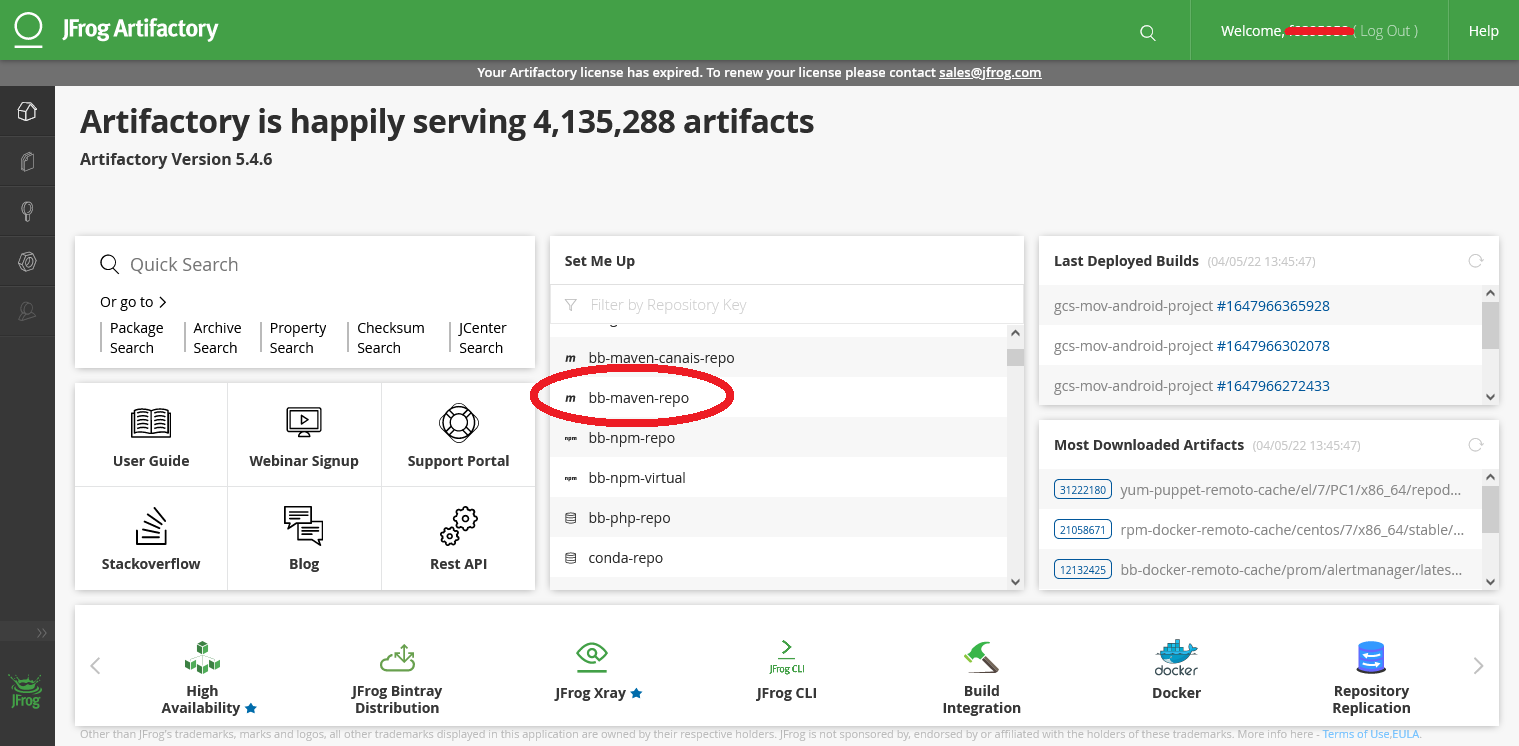 JFrog Artifactory
Welcome, ( Log Out )
Help
Your Artifactory license has expired. To renew your license please contact sales@jfrog.com
Artifactory is happily serving 4,135,288 artifacts
Artifactory Version 5.4.6
Quick Search
Or go to
Package Search
Archive Search
Property Search
Checksum Search
JCenter Search
User Guide
Webinar Signup
Support Portal
Stackoverflow
Blog
Rest API
Set Me Up
Filter by Repository Key
m bb-maven-canais-repo
m bb-maven-repo
npm bb-npm-repo
npm bb-npm-virtual
bb-php-repo
conda-repo
Last Deployed Builds (04/05/22 13:45:47)
gcs-mov-android-project #1647966365928
gcs-mov-android-project #1647966302078
gcs-mov-android-project #1647966272433
Most Downloaded Artifacts (04/05/22 13:45:47)
31222180 yum-puppet-remoto-cache/el/7/PC1/x86_64/repod...
21058671 rpm-docker-remoto-cache/centos/7/x86_64/stable/...
12132425 bb-docker-remoto-cache/prom/alertmanager/lates...
JFrog
High
Availability
JFrog Bintray
Distribution
JFrog Xray
JFrog CLI
JFrog CLI
Build
Integration
docker
Docker
Repository
Replication
Other than JFrog's trademarks, marks and logos, all other trademarks displayed in this application are owned by their respective holders. JFrog is not sponsored by, endorsed by or affiliated with the holders of these trademarks. More info here - Terms of Use,EULA.